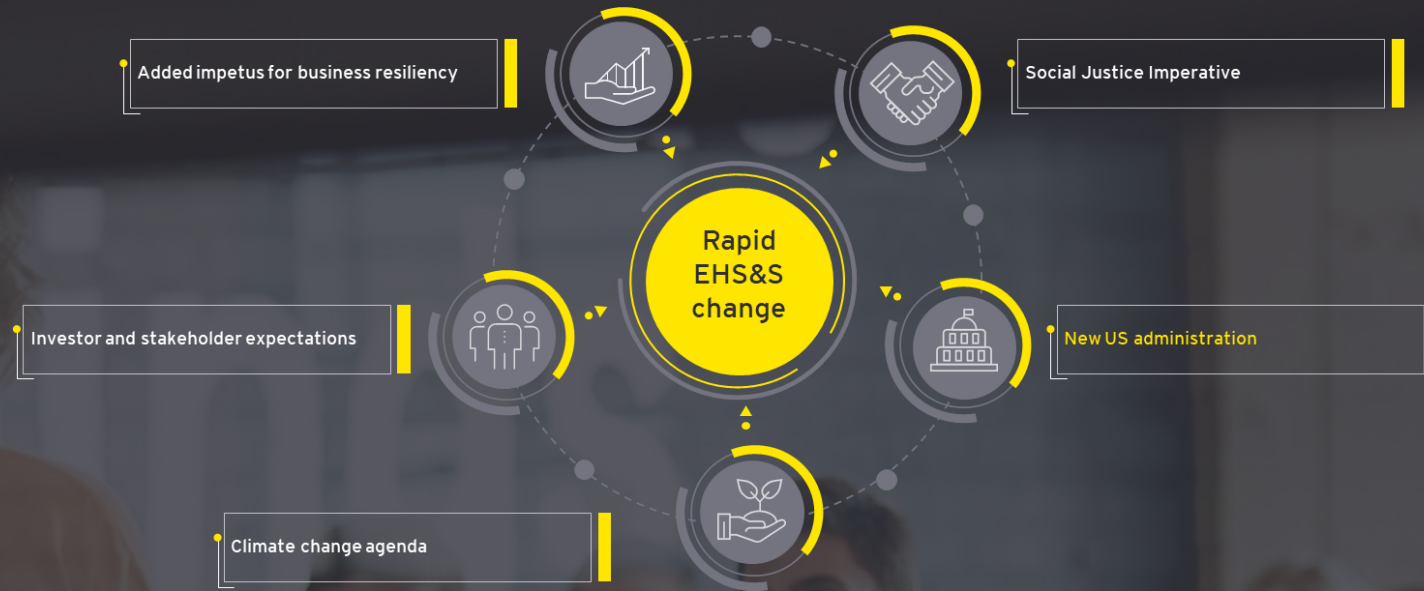 Added impetus for business resiliency
Social Justice Imperative
Rapid
EHS&S
change
Investor and stakeholder expectations
New US administration
Climate change agenda